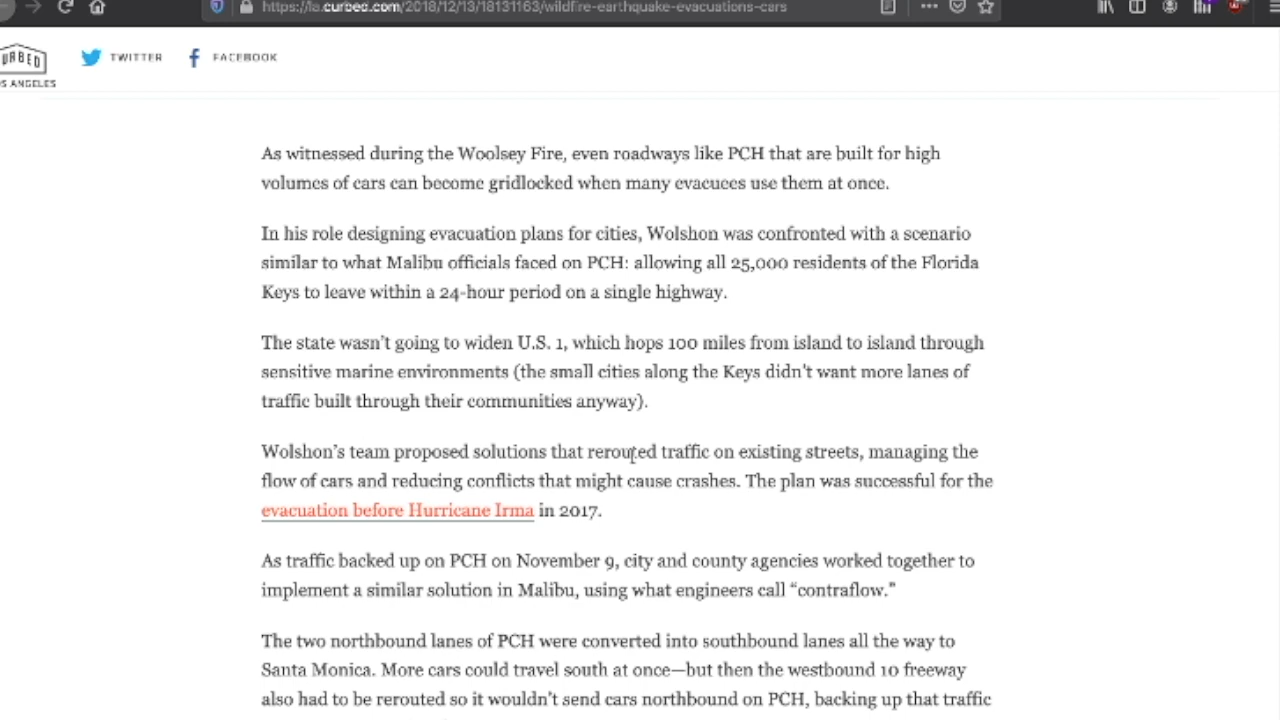 https://la.curbed.com/2018/12/13/18131163/wildfire-earthquake-evacuations-cars
URBED
OS ANGELES
TWITTER
FACEBOOK
As witnessed during the Woolsey Fire, even roadways like PCH that are built for high
volumes of cars can become gridlocked when many evacuees use them at once.
In his role designing evacuation plans for cities, Wolshon was confronted with a scenario
similar to what Malibu officials faced on PCH: allowing all 25,000 residents of the Florida
Keys to leave within a 24-hour period on a single highway.
The state wasn't going to widen U.S. 1, which hops 100 miles from island to island through
sensitive marine environments (the small cities along the Keys didn't want more lanes of
traffic built through their communities anyway).
Wolshon's team proposed solutions that rerouted traffic on existing streets, managing the
flow of cars and reducing conflicts that might cause crashes. The plan was successful for the
evacuation before Hurricane Irma in 2017.
As traffic backed up on PCH on November 9, city and county agencies worked together to
implement a similar solution in Malibu, using what engineers call “contraflow.”
The two northbound lanes of PCH were converted into southbound lanes all the way to
Santa Monica. More cars could travel south at once—but then the westbound 10 freeway
also had to be rerouted so it wouldn't send cars northbound on PCH, backing up that traffic